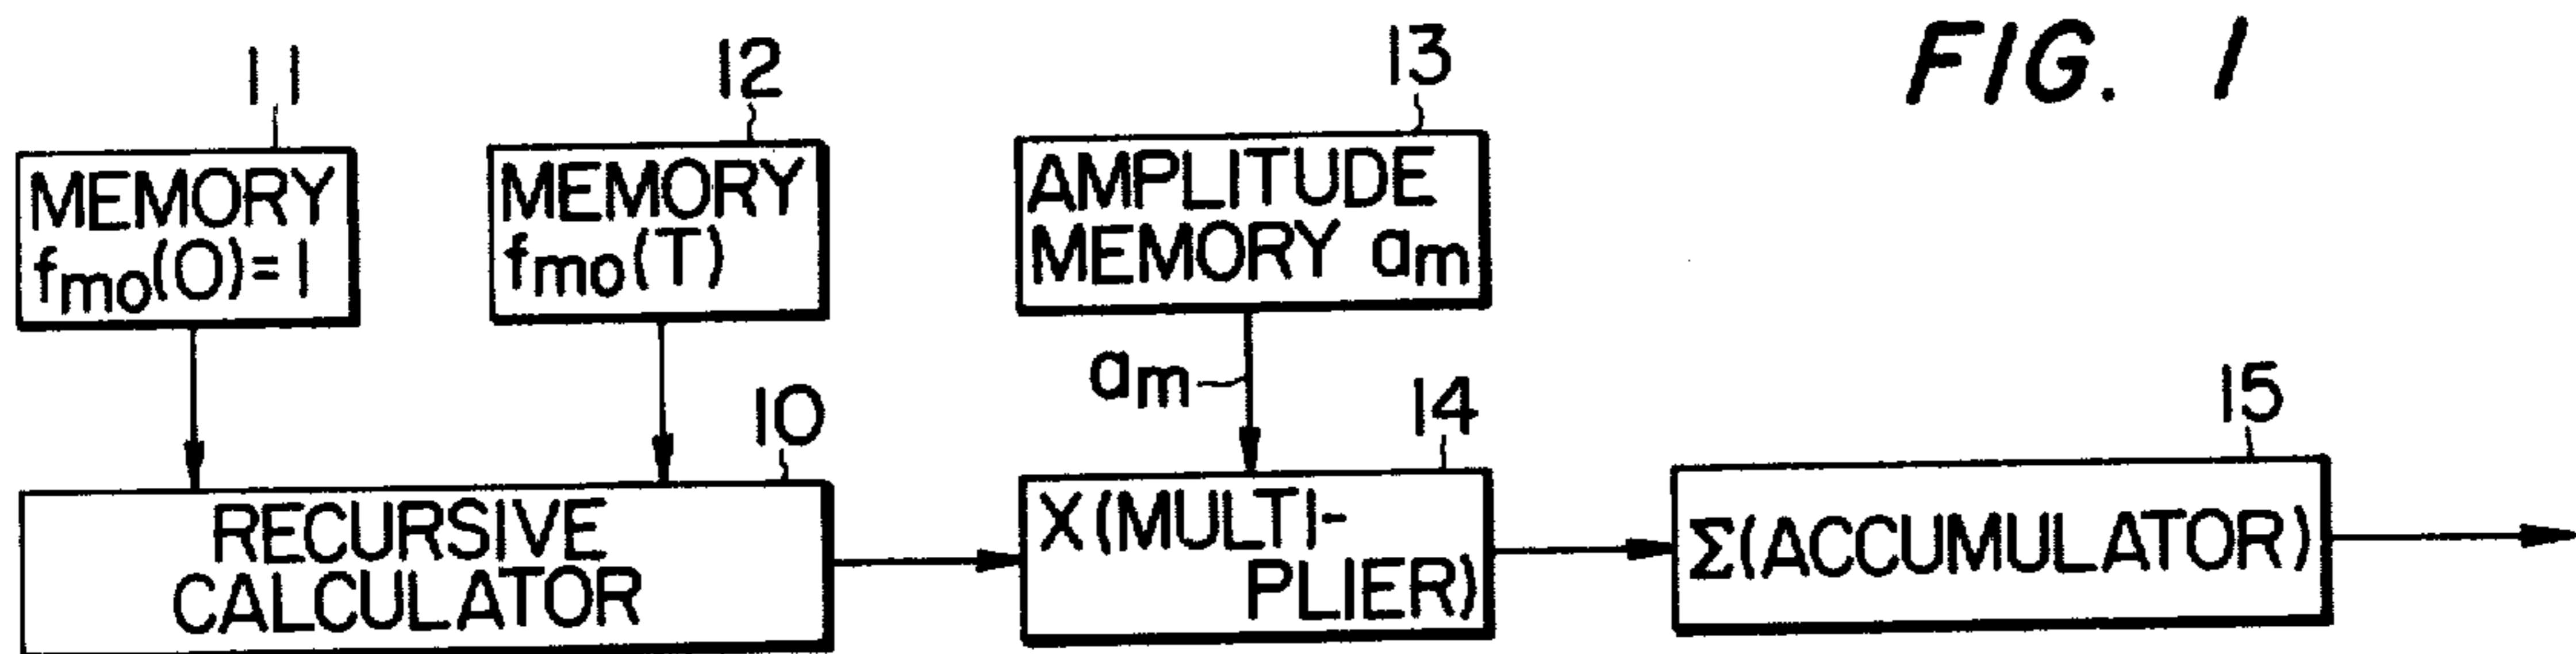 FIG. 1
11
12
13
MEMORY
fmo(O)=1
MEMORY
fmo(T)
AMPLITUDE
MEMORY am
am
10
14
15
RECURSIVE
CALCULATOR
X(MULTI-
PLIER)
Σ(ACCUMULATOR)